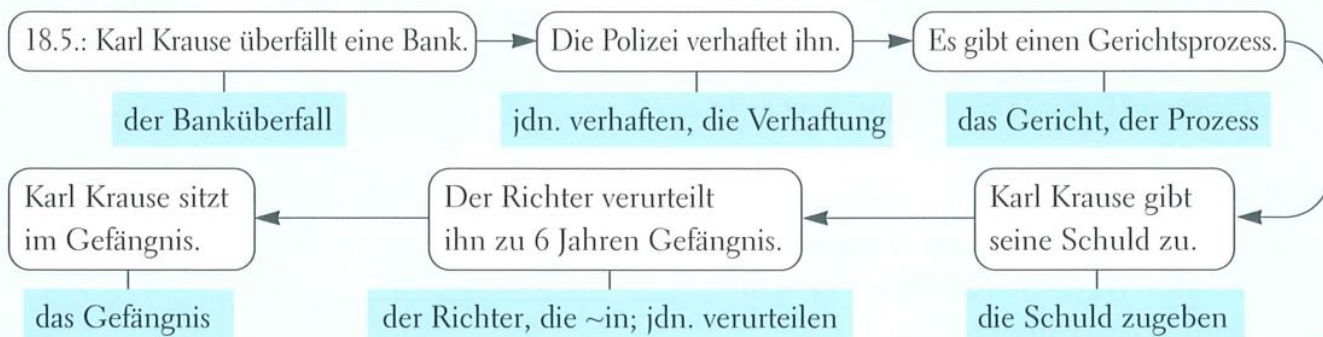 18.5.: Karl Krause überfällt eine Bank.
der Banküberfall
Die Polizei verhaftet ihn.
jdn. verhaften, die Verhaftung
Es gibt einen Gerichtsprozess.
das Gericht, der Prozess
Karl Krause gibt
seine Schuld zu.
die Schuld zugeben
Der Richter verurteilt
ihn zu 6 Jahren Gefängnis.
der Richter, die ~in; jdn. verurteilen
Karl Krause sitzt
im Gefängnis.
das Gefängnis